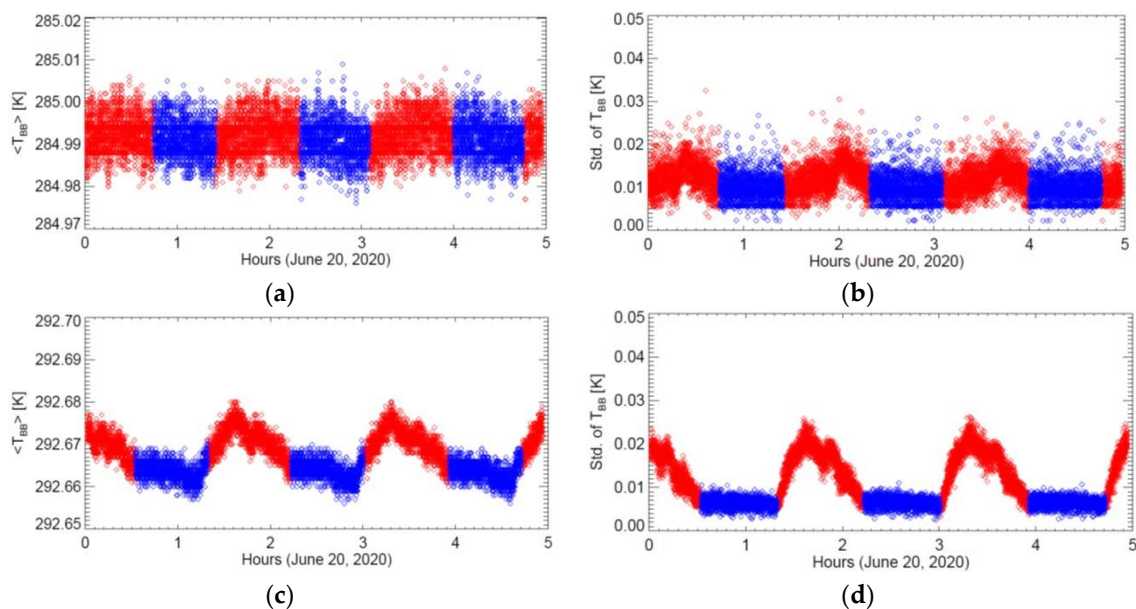 285.02
285.01
285.00
284.99
284.98
284.97
<T_BB> [K]
0 1 2 3 4 5
Hours (June 20, 2020)
(a)
0.05
0.04
0.03
0.02
0.01
0.00
Std. of T_BB [K]
0 1 2 3 4 5
Hours (June 20, 2020)
(b)
292.70
292.69
292.68
292.67
292.66
292.65
<T_BB> [K]
0 1 2 3 4 5
Hours (June 20, 2020)
(c)
0.05
0.04
0.03
0.02
0.01
0.00
Std. of T_BB [K]
0 1 2 3 4 5
Hours (June 20, 2020)
(d)